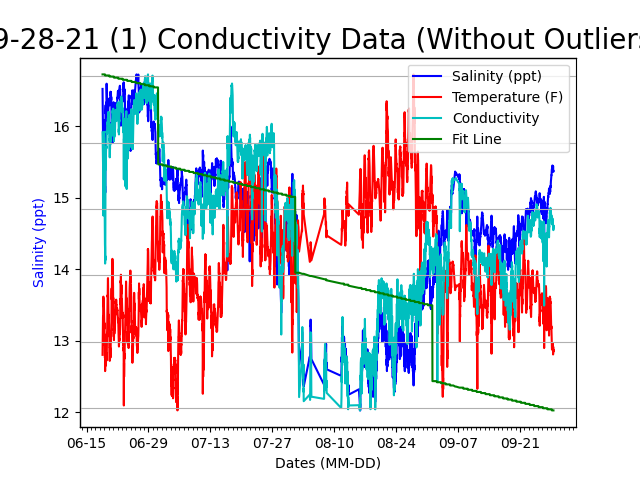 9-28-21 (1) Conductivity Data (Without Outliers
Salinity (ppt)
Temperature (F)
Conductivity
Fit Line
Salinity (ppt)
16
15
14
13
12
06-15 06-29 07-13 07-27 08-10 08-24 09-07 09-21
Dates (MM-DD)